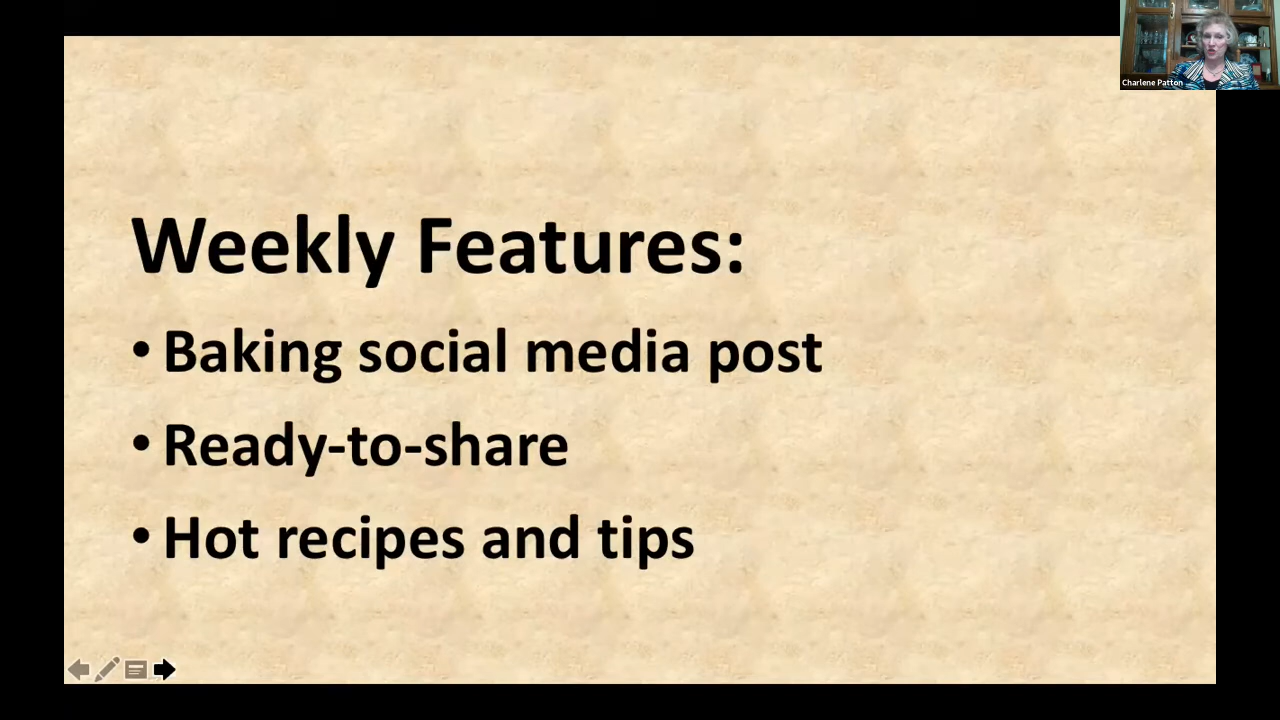 Charlene Patton
Weekly Features:
• Baking social media post
• Ready-to-share
• Hot recipes and tips